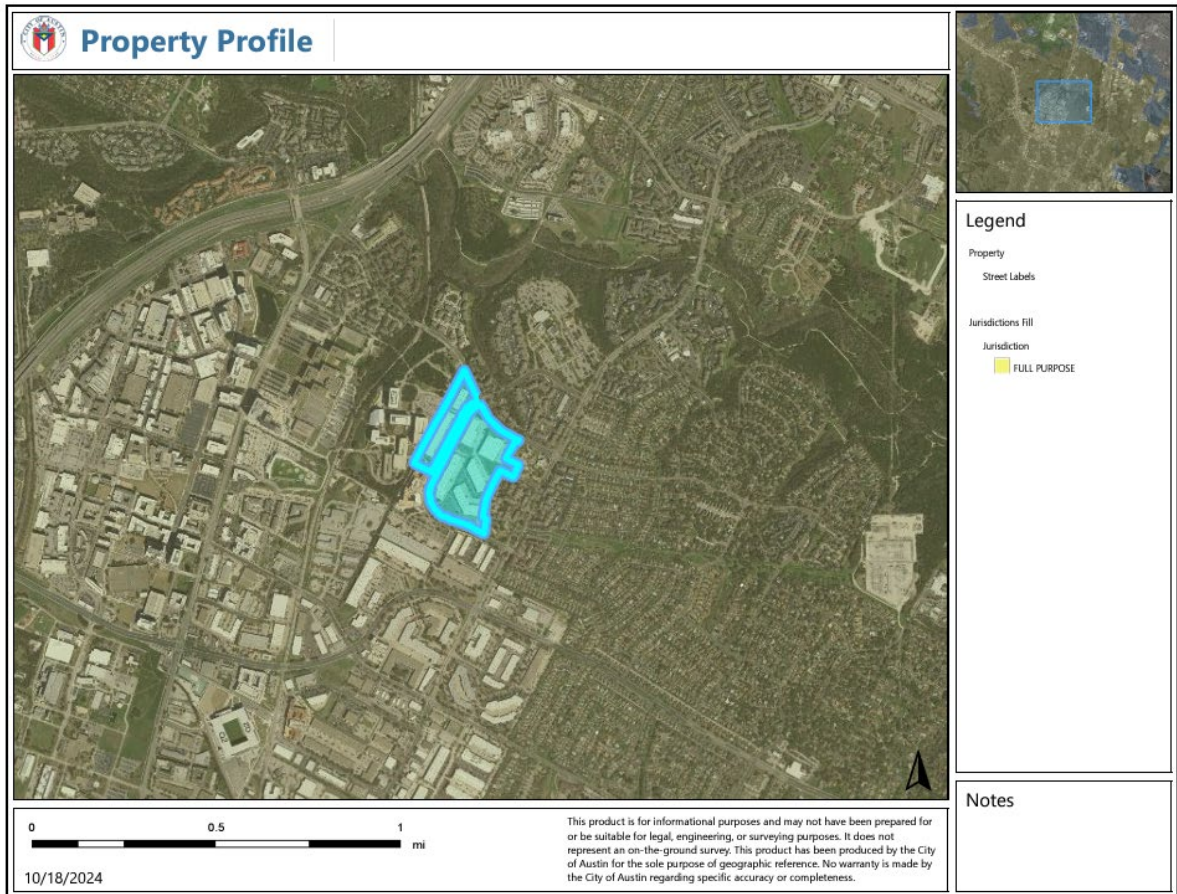 CITY OF AUSTIN
Property Profile
Legend
Property
Street Labels
Jurisdictions Fill
Jurisdiction
FULL PURPOSE
Notes
0 0.5 1
mi
10/18/2024
This product is for informational purposes and may not have been prepared for
or be suitable for legal, engineering, or surveying purposes. It does not
represent an on-the-ground survey. This product has been produced by the City
of Austin for the sole purpose of geographic reference. No warranty is made by
the City of Austin regarding specific accuracy or completeness.